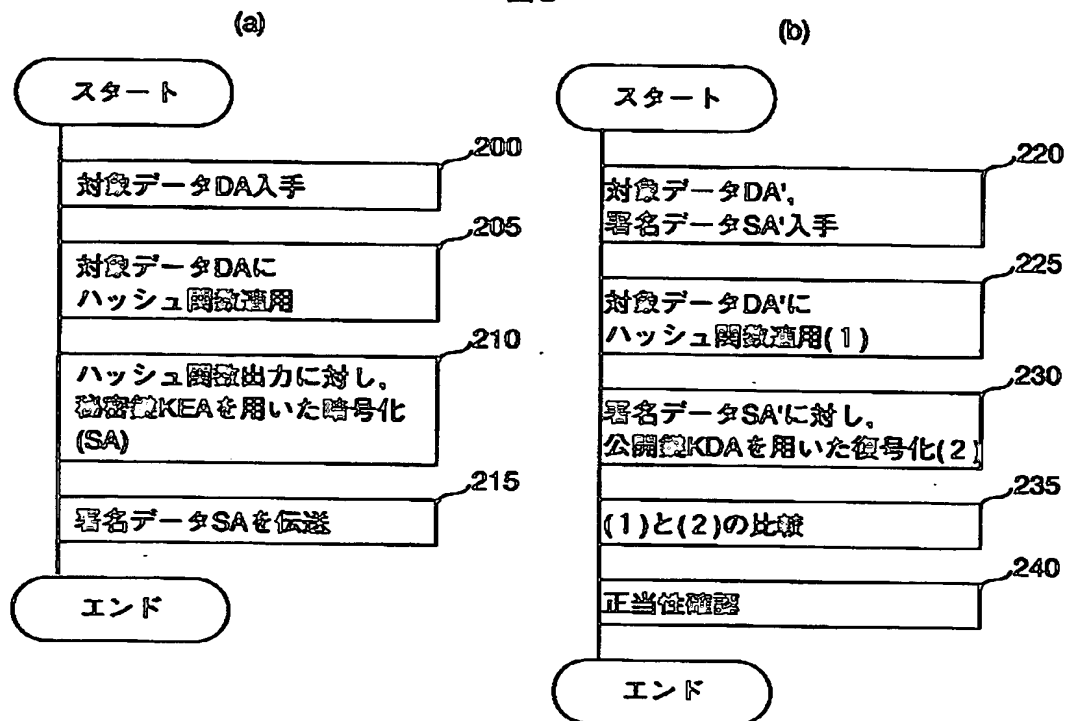 (a)
スタート
200
対象データDA入手
205
対象データDAに
ハッシュ関数適用
210
ハッシュ関数出力に対し、
秘密鍵KEAを用いた暗号化
(SA)
215
署名データSAを伝送
エンド
(b)
スタート
220
対象データDA'、
署名データSA'入手
225
対象データDA'に
ハッシュ関数適用(1)
230
署名データSA'に対し、
公開鍵KDAを用いた復号化(2)
235
(1)と(2)の比較
240
正当性確認
エンド